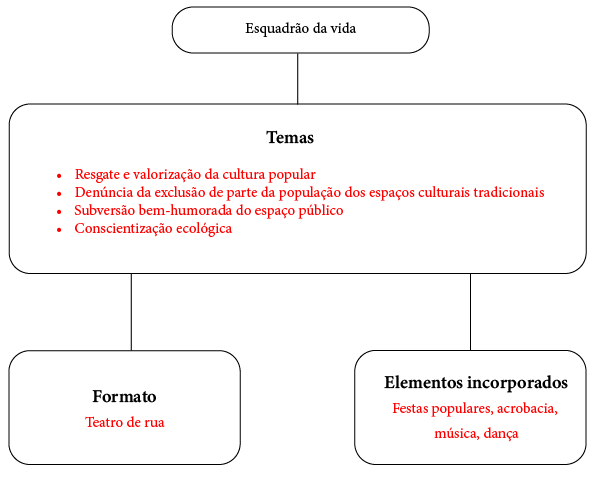 Esquadrão da vida
Temas
• Resgate e valorização da cultura popular
• Denúncia da exclusão de parte da população dos espaços culturais tradicionais
• Subversão bem-humorada do espaço público
• Conscientização ecológica
Formato
Teatro de rua
Elementos incorporados
Festas populares, acrobacia,
música, dança